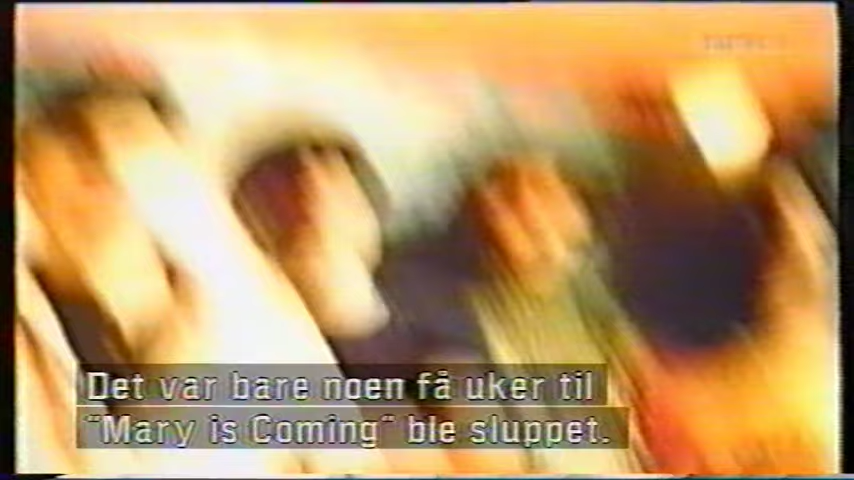 Det var bare noen få uker til
"Mary is Coming" ble sluppet.